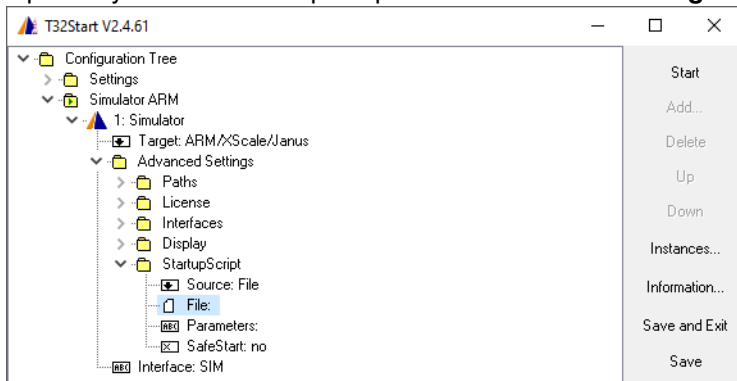 T32Start V2.4.61
Configuration Tree
Settings
Simulator ARM
1: Simulator
Target: ARM/XScale/Janus
Advanced Settings
Paths
License
Interfaces
Display
StartupScript
Source: File
File:
ABC Parameters:
SafeStart: no
ABC Interface: SIM
Start
Add...
Delete
Up
Down
Instances...
Information...
Save and Exit
Save